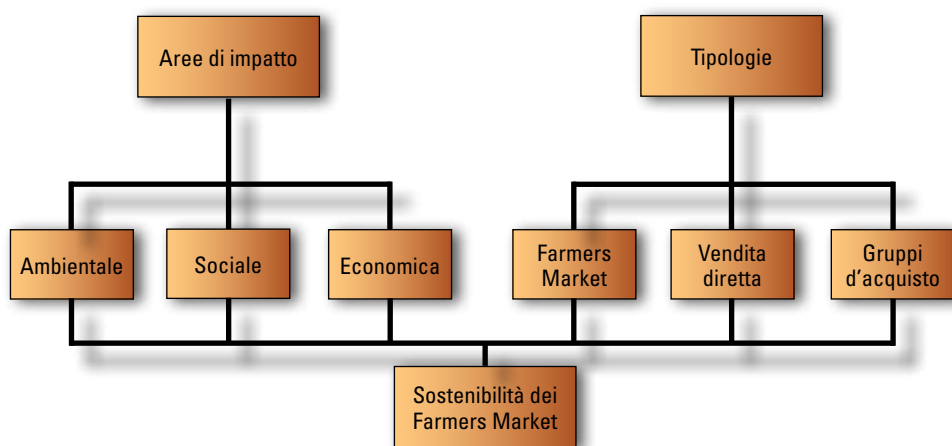 Aree di impatto
Tipologie
Ambientale
Sociale
Economica
Farmers
Market
Vendita
diretta
Gruppi
d’acquisto
Sostenibilità dei
Farmers Market